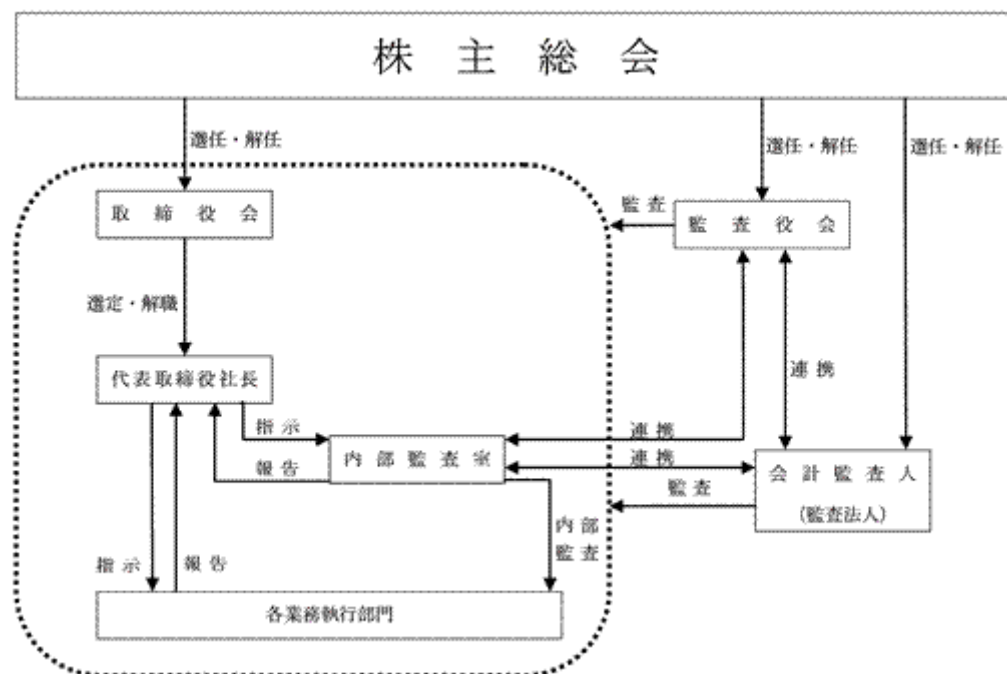 株主総会
選任・解任
選任・解任
選任・解任
取締役会
監査
監査役会
選定・解職
代表取締役社長
連携
指示
連携
内部監査室
報告
連携
会計監査人
(監査法人)
監査
内部
監査
指示
報告
各業務執行部門